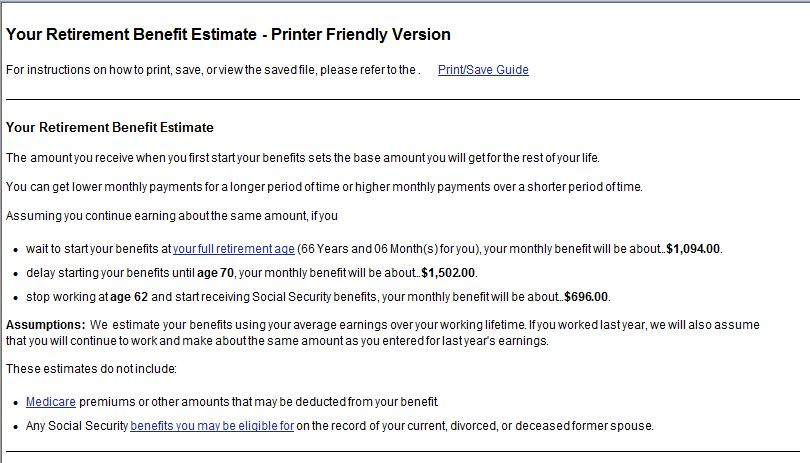 Your Retirement Benefit Estimate - Printer Friendly Version
For instructions on how to print, save, or view the saved file, please refer to the . Print/Save Guide
Your Retirement Benefit Estimate
The amount you receive when you first start your benefits sets the base amount you will get for the rest of your life.
You can get lower monthly payments for a longer period of time or higher monthly payments over a shorter period of time.
Assuming you continue earning about the same amount, if you
• wait to start your benefits at your full retirement age (66 Years and 06 Month(s) for you), your monthly benefit will be about..$1,094.00.
• delay starting your benefits until age 70, your monthly benefit will be about..$1,502.00.
• stop working at age 62 and start receiving Social Security benefits, your monthly benefit will be about..$696.00.
Assumptions: We estimate your benefits using your average earnings over your working lifetime. If you worked last year, we will also assume
that you will continue to work and make about the same amount as you entered for last year's earnings.
These estimates do not include:
• Medicare premiums or other amounts that may be deducted from your benefit.
• Any Social Security benefits you may be eligible for on the record of your current, divorced, or deceased former spouse.